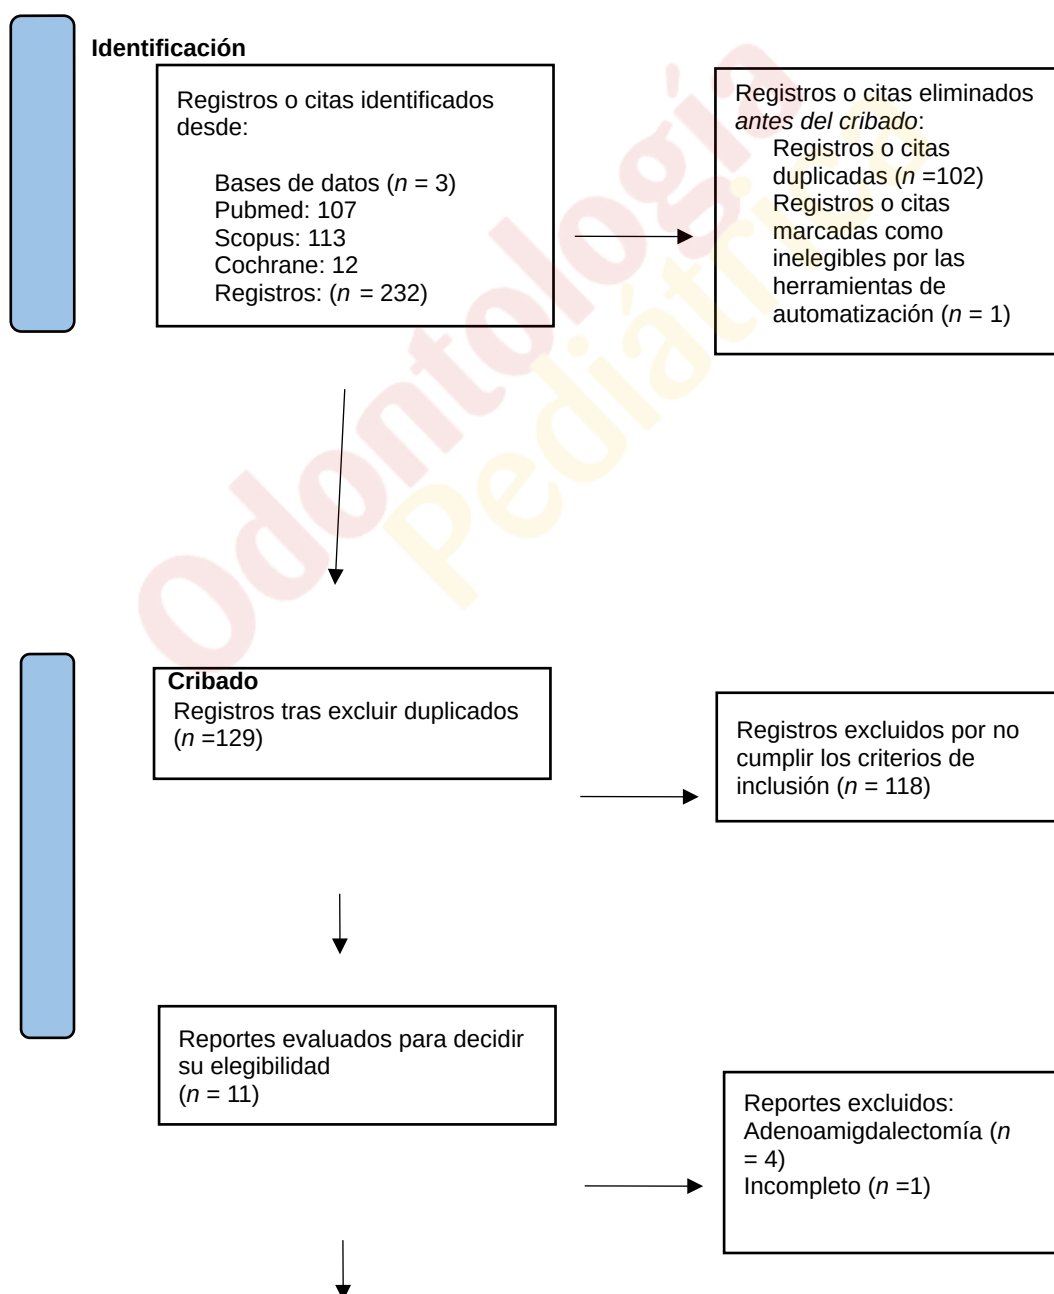 Identificación
Registros o citas identificados
desde:
Bases de datos (n = 3)
Pubmed: 107
Scopus: 113
Cochrane: 12
Registros: (n = 232)
Registros o citas eliminados
antes del cribado:
Registros o citas
duplicadas (n =102)
Registros o citas
marcadas como
inelegibles por las
herramientas de
automatización (n = 1)
Odontología
Pediátrica
Cribado
Registros tras excluir duplicados
(n =129)
Registros excluidos por no
cumplir los criterios de
inclusión (n = 118)
Reportes evaluados para decidir
su elegibilidad
(n = 11)
Reportes excluidos:
Adenoamigdalectomía (n
= 4)
Incompleto (n =1)